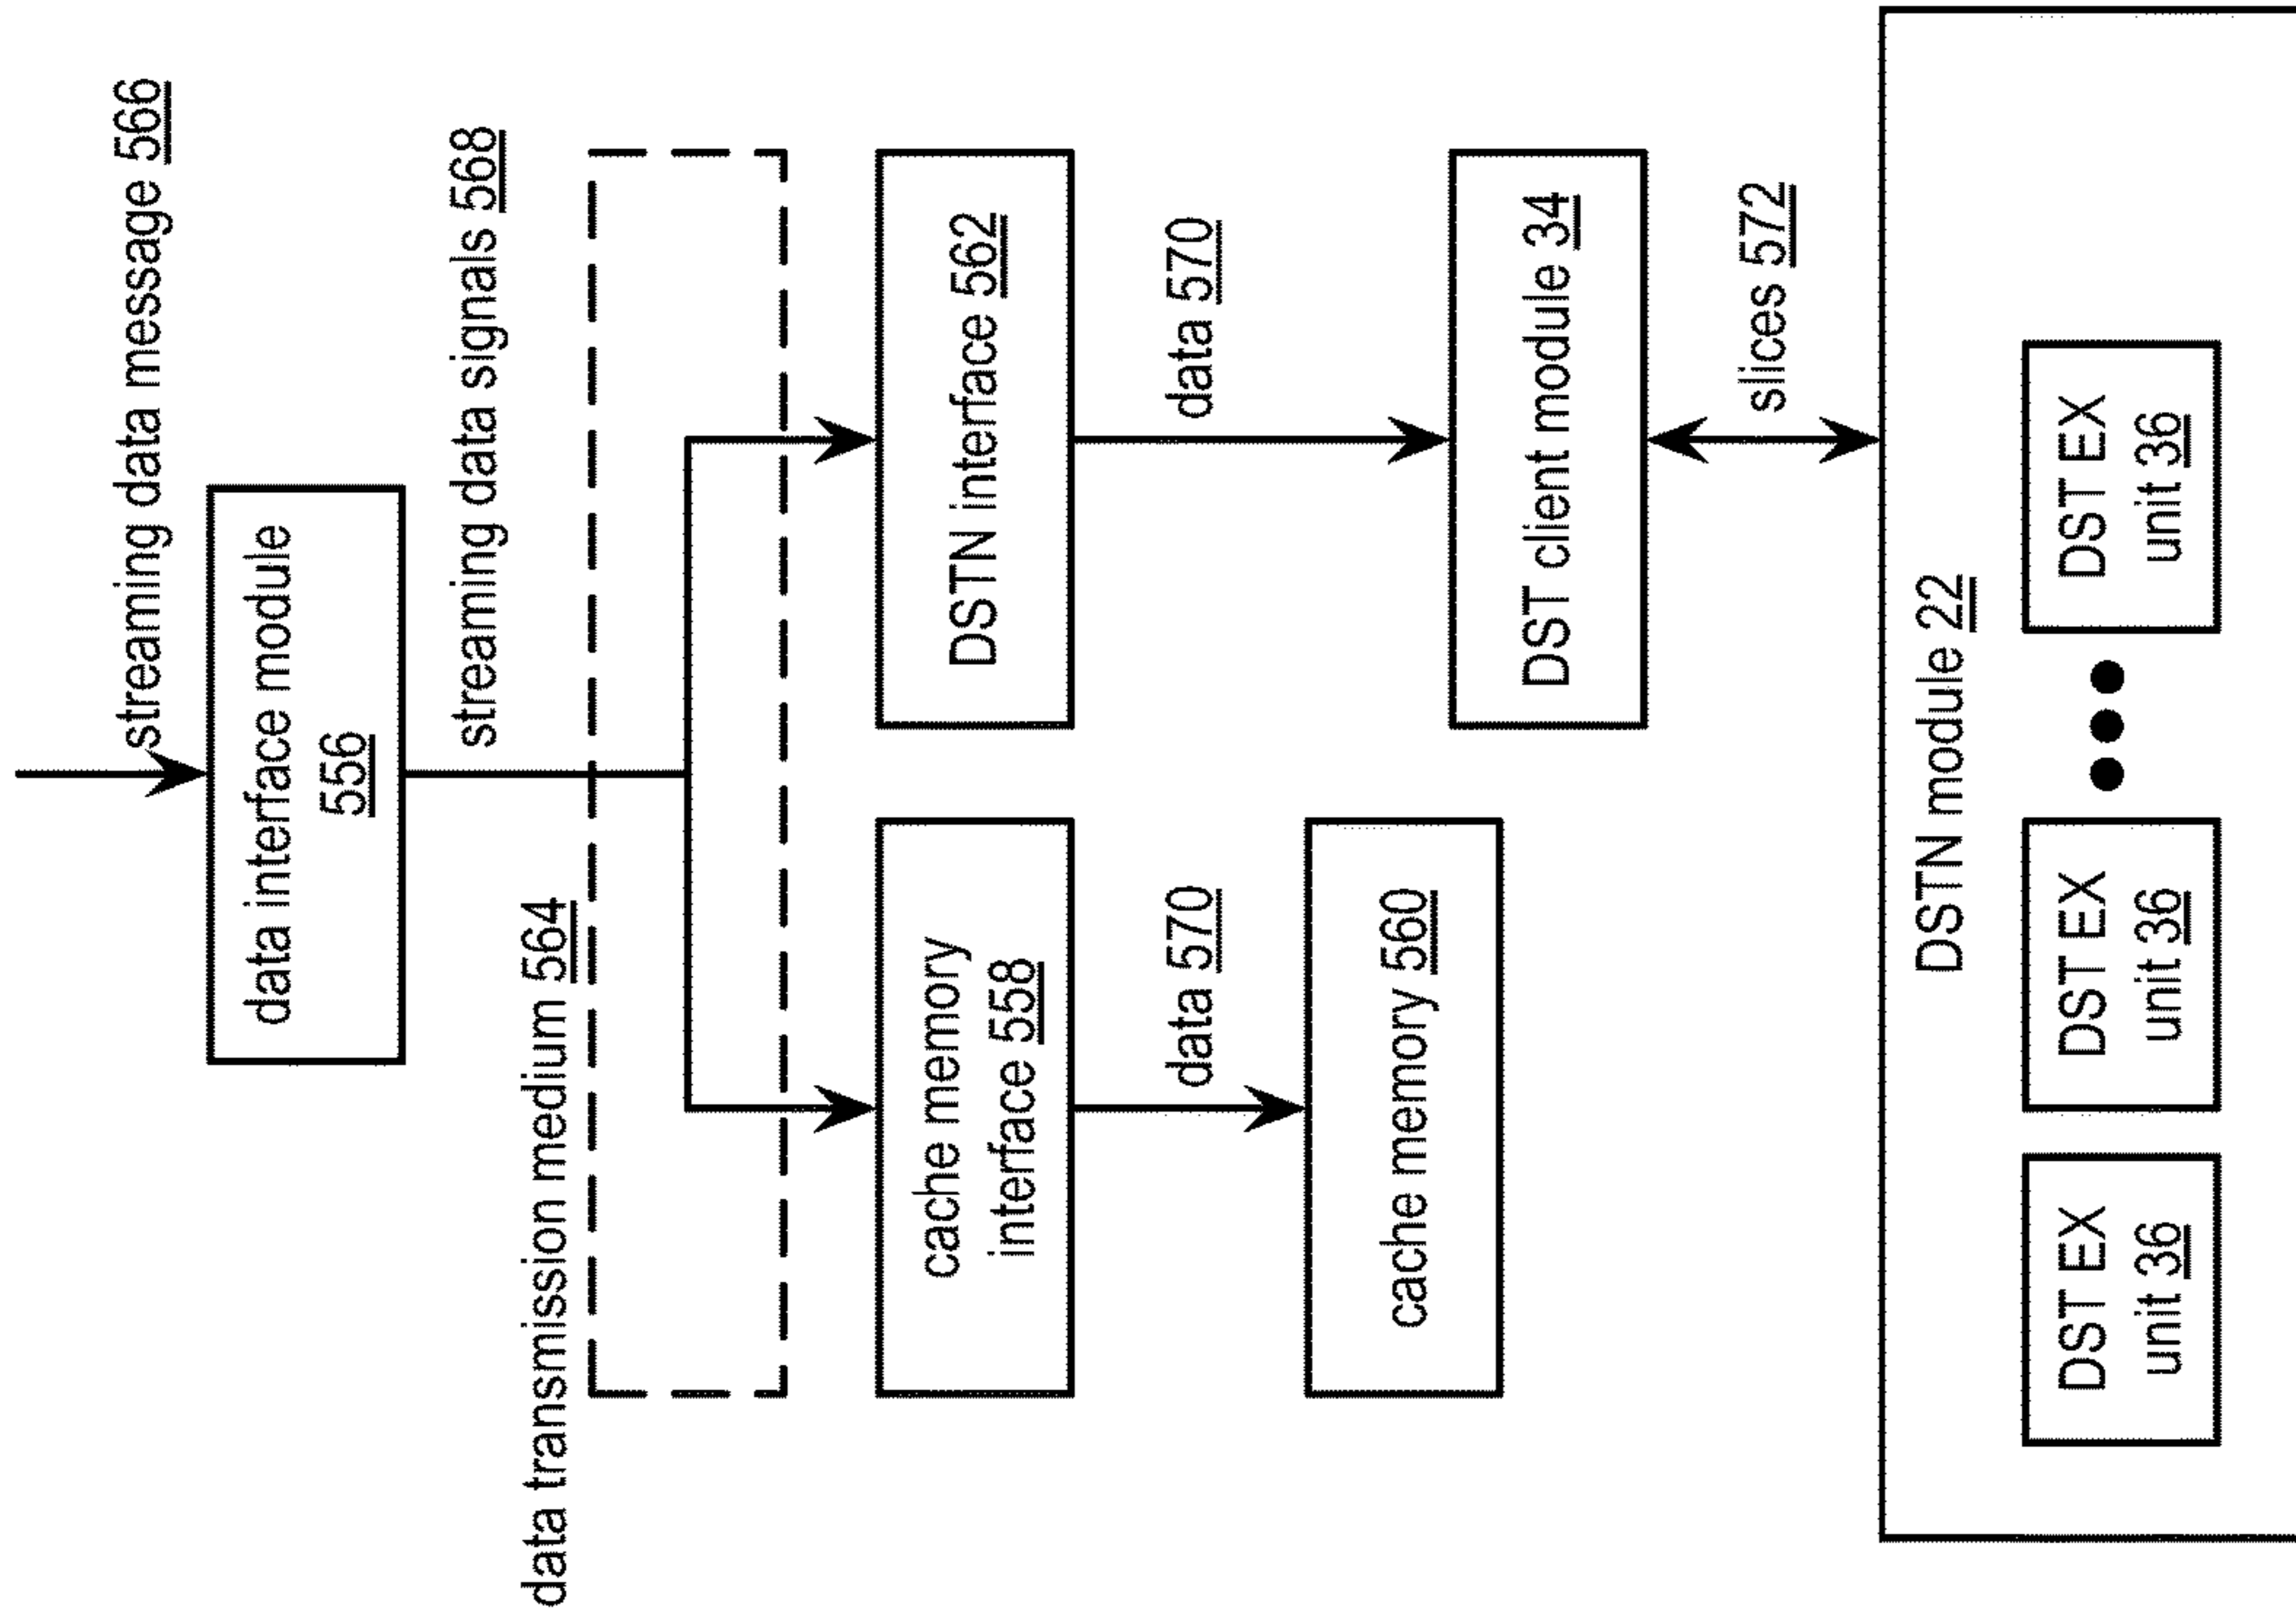 streaming data message 566
data interface module
556
streaming data signals 568
data transmission medium 564
cache memory
interface 558
DSTN interface 562
data 570
data 570
cache memory 560
DST client module 34
slices 572
DSTN module 22
DST EX
unit 36
DST EX
unit 36
DST EX
unit 36